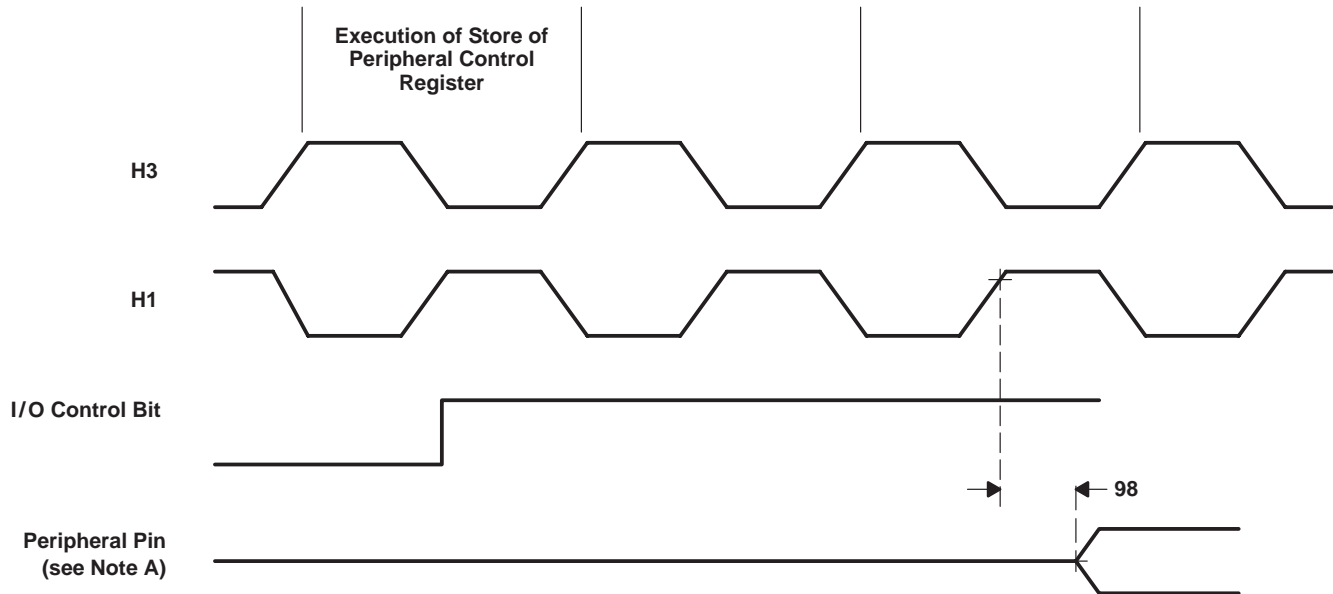 Execution of Store of
Peripheral Control
Register
H3
H1
I/O Control Bit
98
Peripheral Pin
(see Note A)